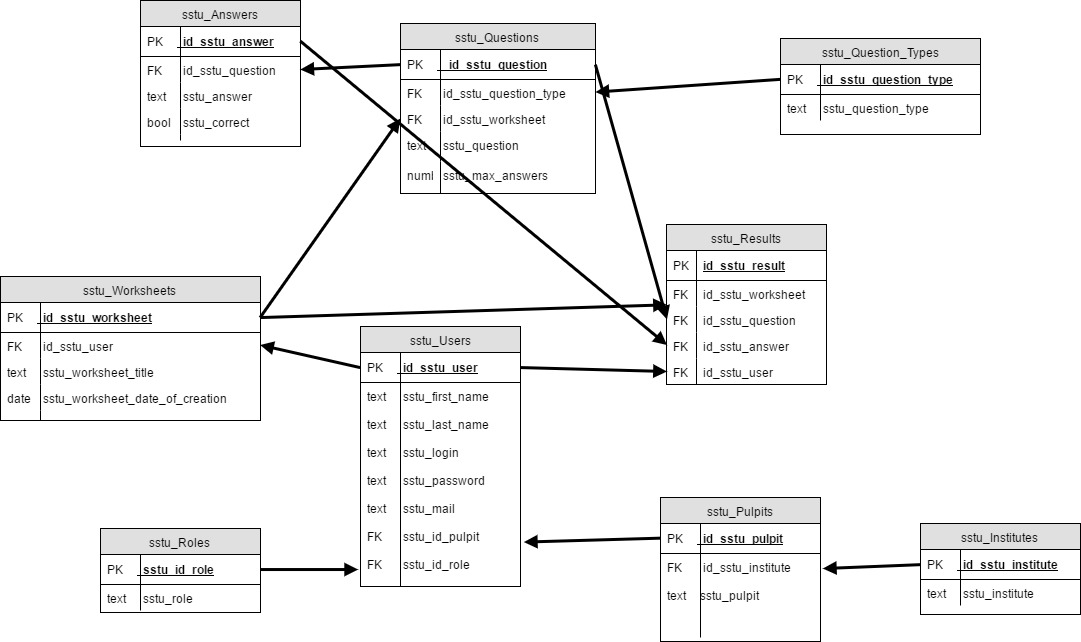 sstu_Answers
PK id_sstu_answer
FK id_sstu_question
text sstu_answer
bool sstu_correct
sstu_Questions
PK id_sstu_question
FK id_sstu_question_type
FK id_sstu_worksheet
text sstu_question
numl sstu_max_answers
sstu_Question_Types
PK id_sstu_question_type
text sstu_question_type
sstu_Results
PK id_sstu_result
FK id_sstu_worksheet
FK id_sstu_question
FK id_sstu_answer
FK id_sstu_user
sstu_Worksheets
PK id_sstu_worksheet
FK id_sstu_user
text sstu_worksheet_title
date sstu_worksheet_date_of_creation
sstu_Users
PK id_sstu_user
text sstu_first_name
text sstu_last_name
text sstu_login
text sstu_password
text sstu_mail
FK sstu_id_pulpit
FK sstu_id_role
sstu_Roles
PK sstu_id_role
text sstu_role
sstu_Pulpits
PK id_sstu_pulpit
FK id_sstu_institute
text sstu_pulpit
sstu_Institutes
PK id_sstu_institute
text sstu_institute